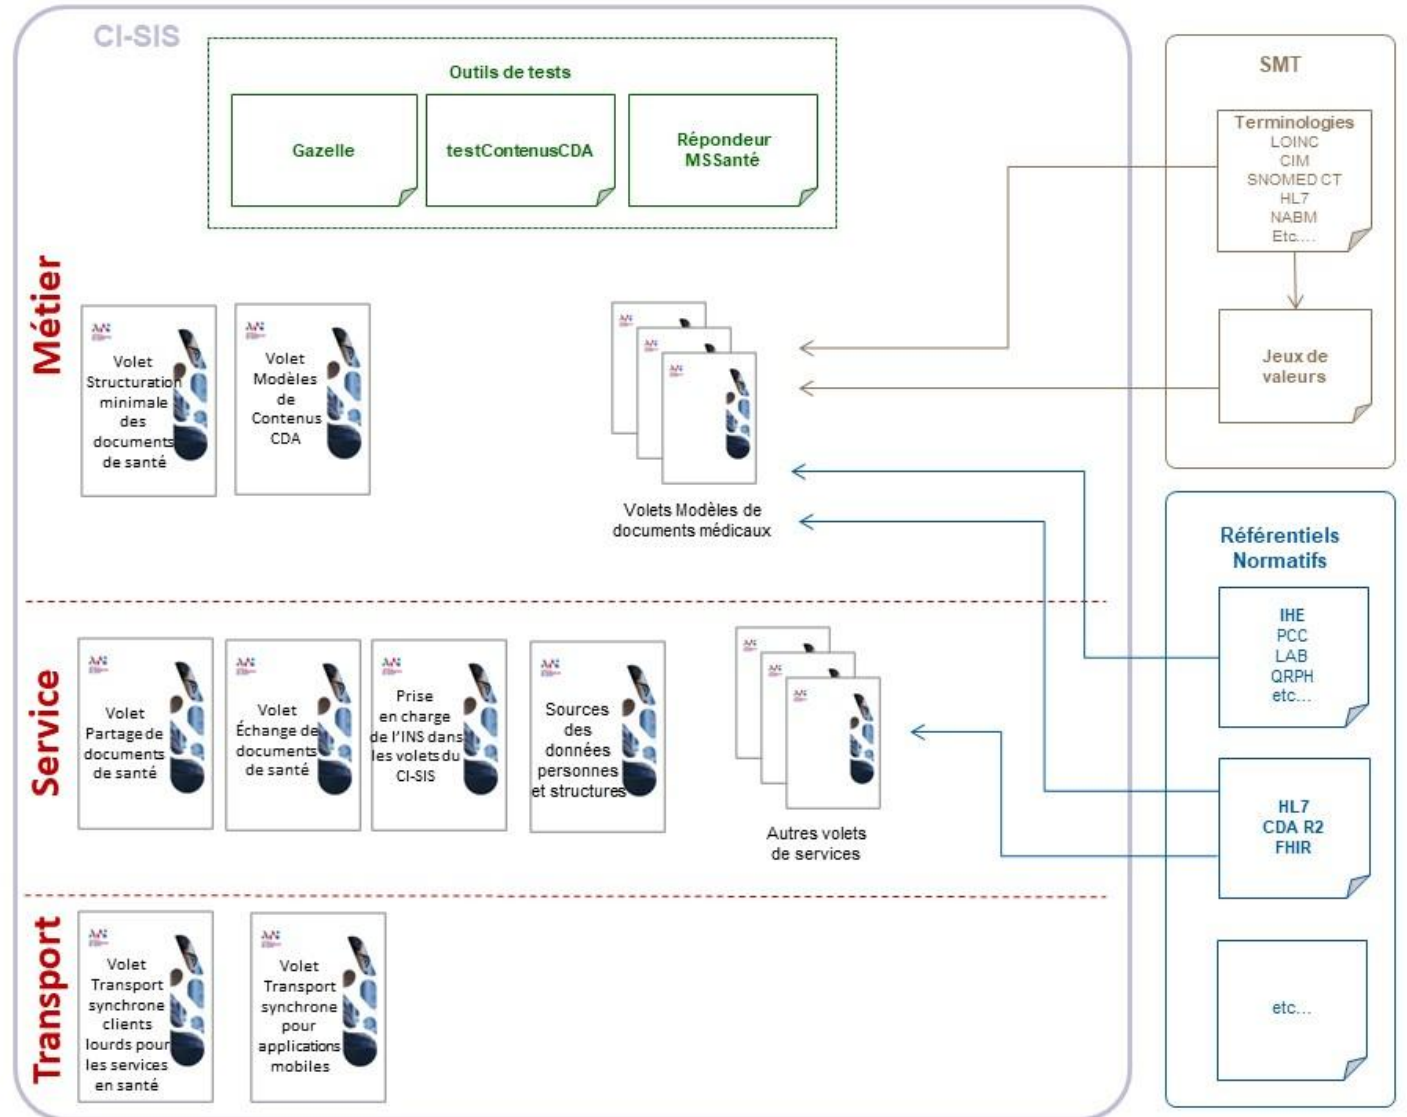 CI-SIS
Outils de tests
Gazelle
testContenusCDA
Répondeur
MSSanté
SMT
Terminologies
LOINC
CIM
SNOMED CT
HL7
NABM
Etc....
Jeux de
valeurs
Métier
Volet
Structuration
minimale
des
documents
de santé
Volet
Modèles
de
Contenus
CDA
Volets Modèles de
documents médicaux
Référentiels
Normatifs
IHE
PCC
LAB
QRPH
etc...
HL7
CDA R2
FHIR
etc...
Service
Volet
Partage de
documents
de santé
Volet
Échange de
documents
de santé
Prise
en charge
de l'INS dans
les volets du
CI-SIS
Sources
des
données
personnes
et structures
Autres volets
de services
Transport
Volet
Transport
synchrone
clients
lourds pour
les services
en santé
Volet
Transport
synchrone
pour
applications
mobiles